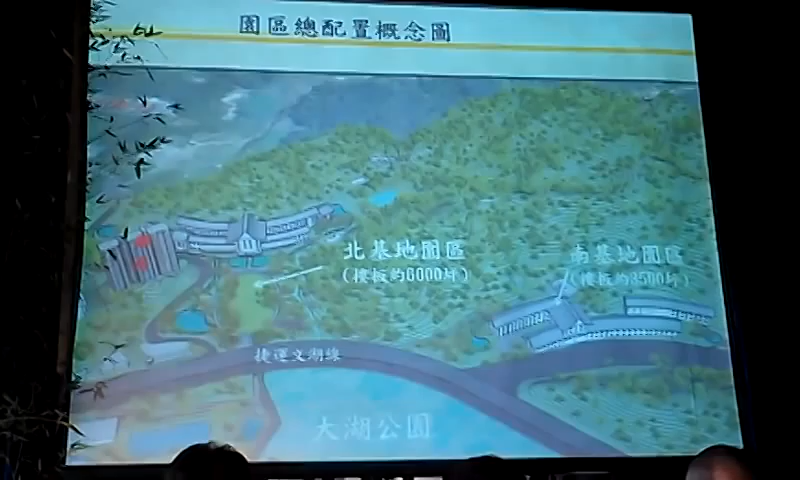 園區總配置概念圖
北基地園區
(樓板約6000坪)
南基地園區
(樓板約3500坪)
捷運文湖線
大湖公園